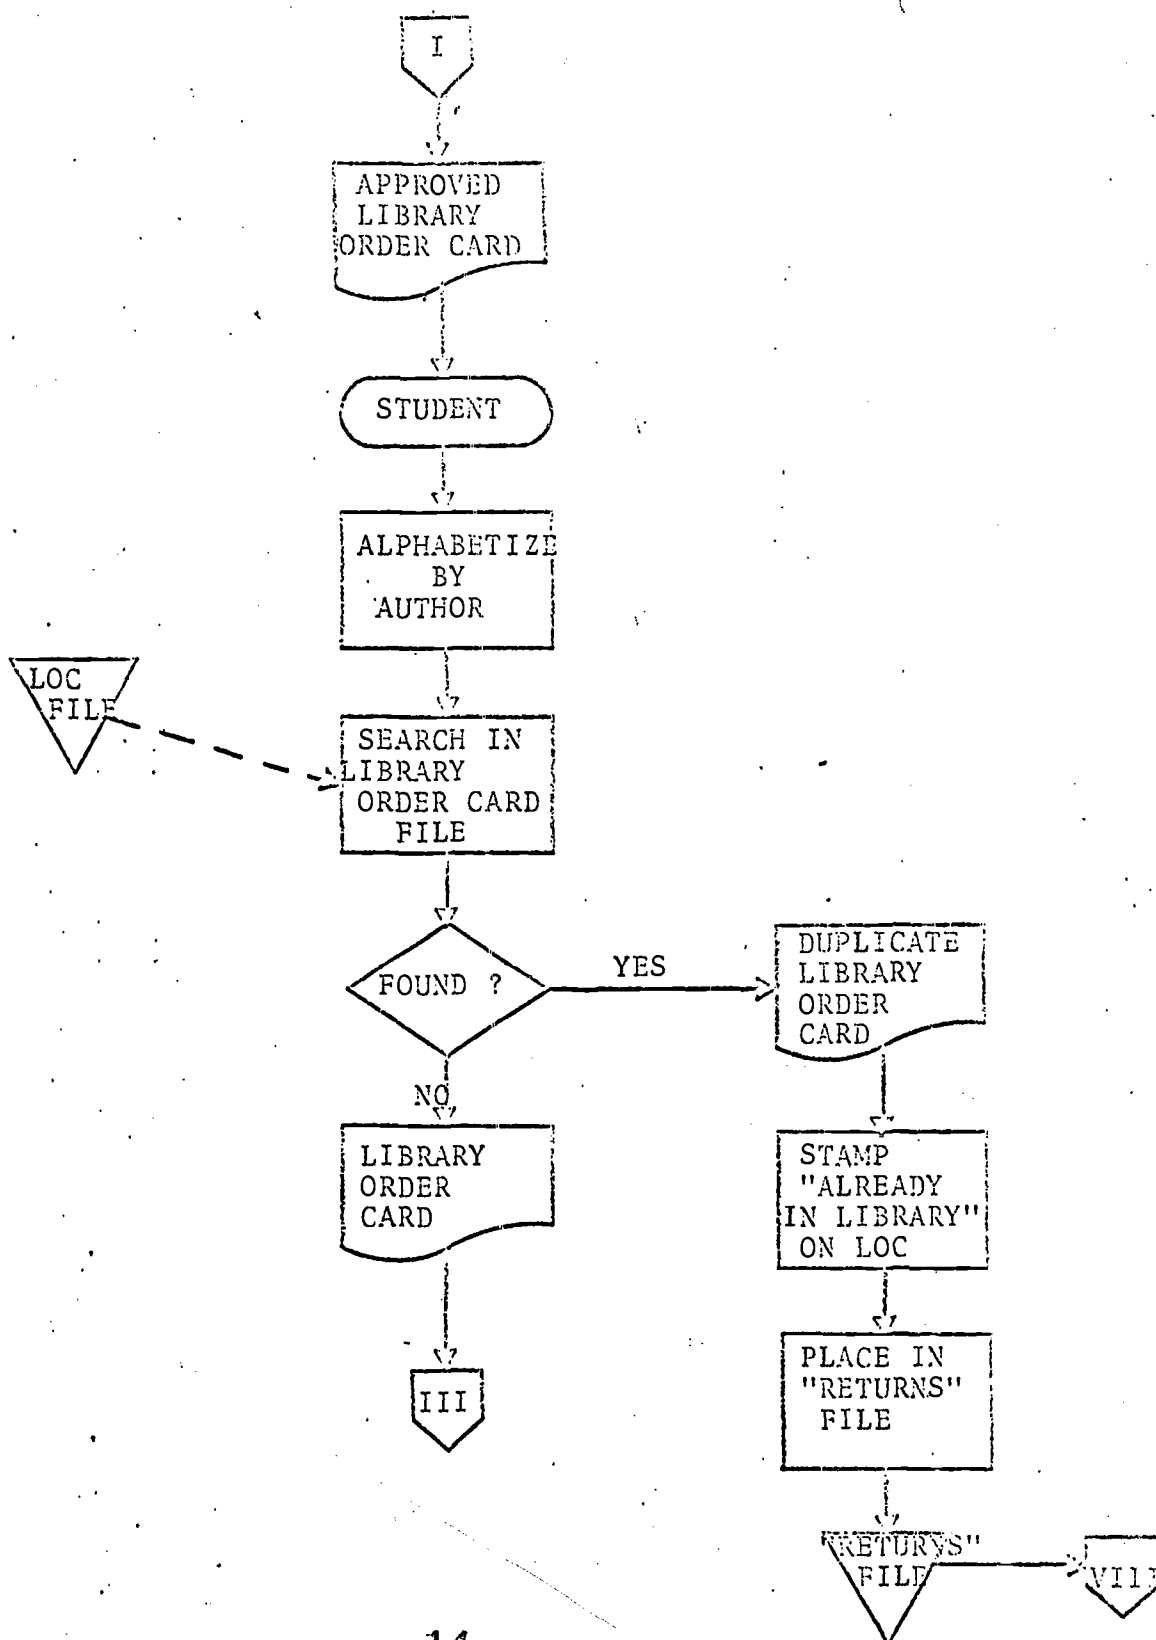 I
APPROVED
LIBRARY
ORDER CARD
STUDENT
ALPHABETIZE
BY
AUTHOR
LOC
FILE
SEARCH IN
LIBRARY
ORDER CARD
FILE
FOUND ?
YES
NO
DUPLICATE
LIBRARY
ORDER
CARD
LIBRARY
ORDER
CARD
STAMP
"ALREADY
IN LIBRARY"
ON LOC
III
PLACE IN
"RETURNS"
FILE
"RETURNS"
FILE
14